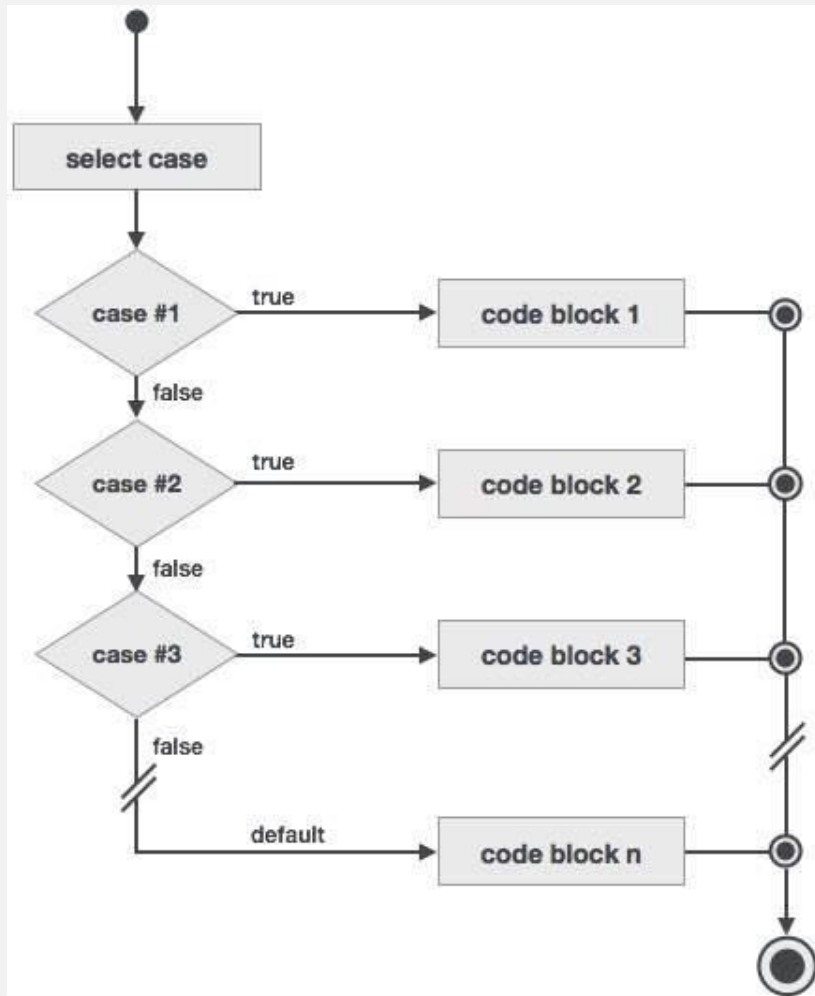 select case
case #1
true
code block 1
false
case #2
true
code block 2
false
case #3
true
code block 3
false
default
code block n